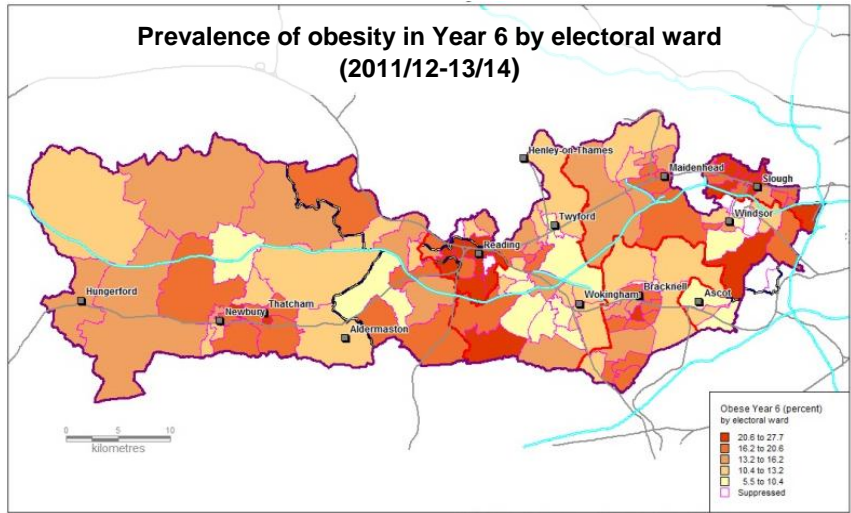 Prevalence of obesity in Year 6 by electoral ward
(2011/12-13/14)
Henley-on-Thames
Maidenhead
Slough
Twyford
Windsor
Reading
Hungerford
Thatcham
Newbury
Aldermaston
Wokingham
Bracknell
Ascot
0 5 10
kilometres
Obese Year 6 (percent)
by electoral ward
20.6 to 27.7
16.2 to 20.6
13.2 to 16.2
10.4 to 13.2
5.5 to 10.4
Suppressed